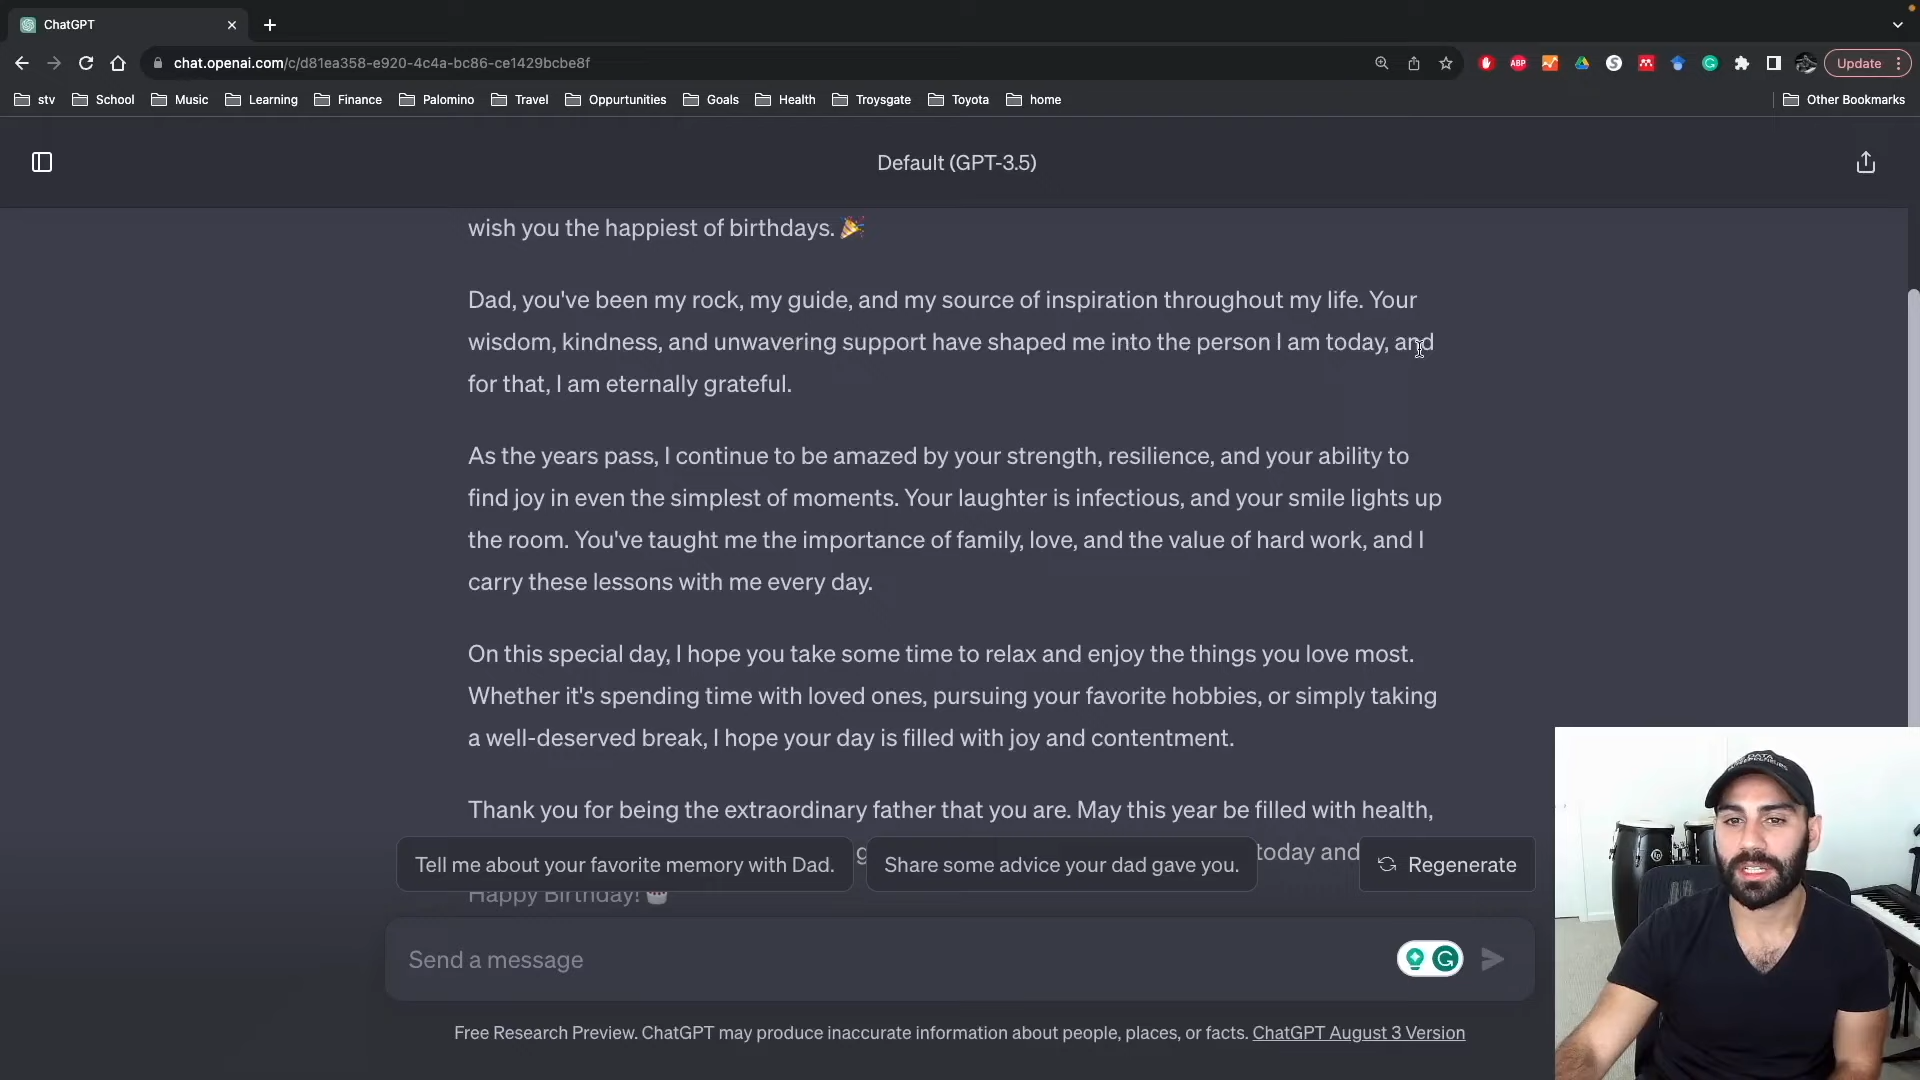 ChatGPT
chat.openai.com/c/d81ea358-e920-4c4a-bc86-ce1429bcbe8f
ABP
Update
stv School Music Learning Finance Palomino Travel Oppurtunities Goals Health Troysgate Toyota home Other Bookmarks
Default (GPT-3.5)
wish you the happiest of birthdays. 🎉
Dad, you've been my rock, my guide, and my source of inspiration throughout my life. Your
wisdom, kindness, and unwavering support have shaped me into the person I am today, and
for that, I am eternally grateful.
As the years pass, I continue to be amazed by your strength, resilience, and your ability to
find joy in even the simplest of moments. Your laughter is infectious, and your smile lights up
the room. You've taught me the importance of family, love, and the value of hard work, and I
carry these lessons with me every day.
On this special day, I hope you take some time to relax and enjoy the things you love most.
Whether it's spending time with loved ones, pursuing your favorite hobbies, or simply taking
a well-deserved break, I hope your day is filled with joy and contentment.
Thank you for being the extraordinary father that you are. May this year be filled with health,
today and
Tell me about your favorite memory with Dad. Share some advice your dad gave you. Regenerate
Happy Birthday! 🎂
Send a message
Free Research Preview. ChatGPT may produce inaccurate information about people, places, or facts. ChatGPT August 3 Version